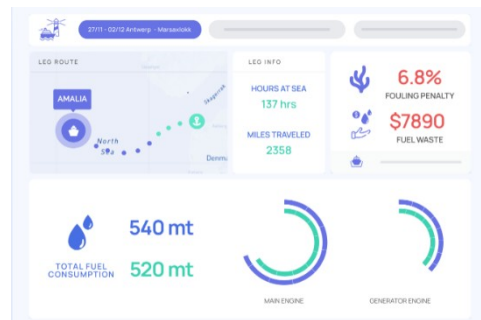 27/11 - 02/12 Antwerp - Marsaxlokk
LEG ROUTE
AMALIA
North
Sea
Skagerrak
Denma
LEG INFO
HOURS AT SEA
137 hrs
MILES TRAVELED
2358
6.8%
FOULING PENALTY
$7890
FUEL WASTE
TOTAL FUEL
CONSUMPTION
540 mt
520 mt
MAIN ENGINE
GENERATOR ENGINE